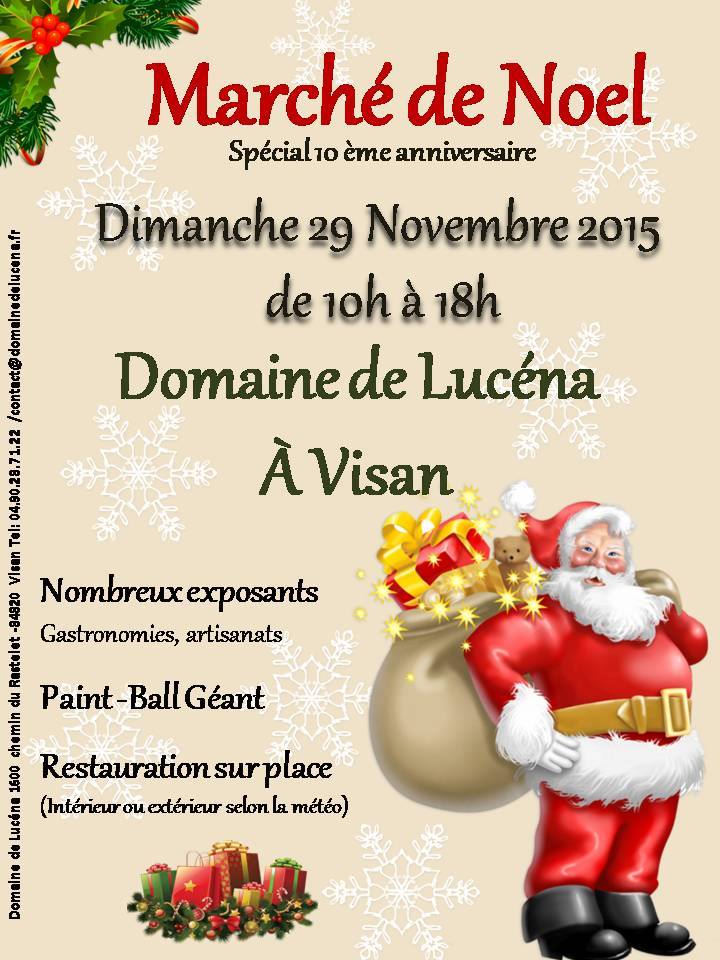 Marché de Noel
Spécial 10 ème anniversaire
Dimanche 29 Novembre 2015
de 10h à 18h
Domaine de Lucéna
À Visan
Nombreux exposants
Gastronomies, artisanats
Paint -Ball Géant
Restauration sur place
(Intérieur ou extérieur selon la météo)
Domaine de Lucéna 1600 chemin du Rastelet -84820 Visan Tel: 04.90.28.71.22 /contact@domainedelucena.fr